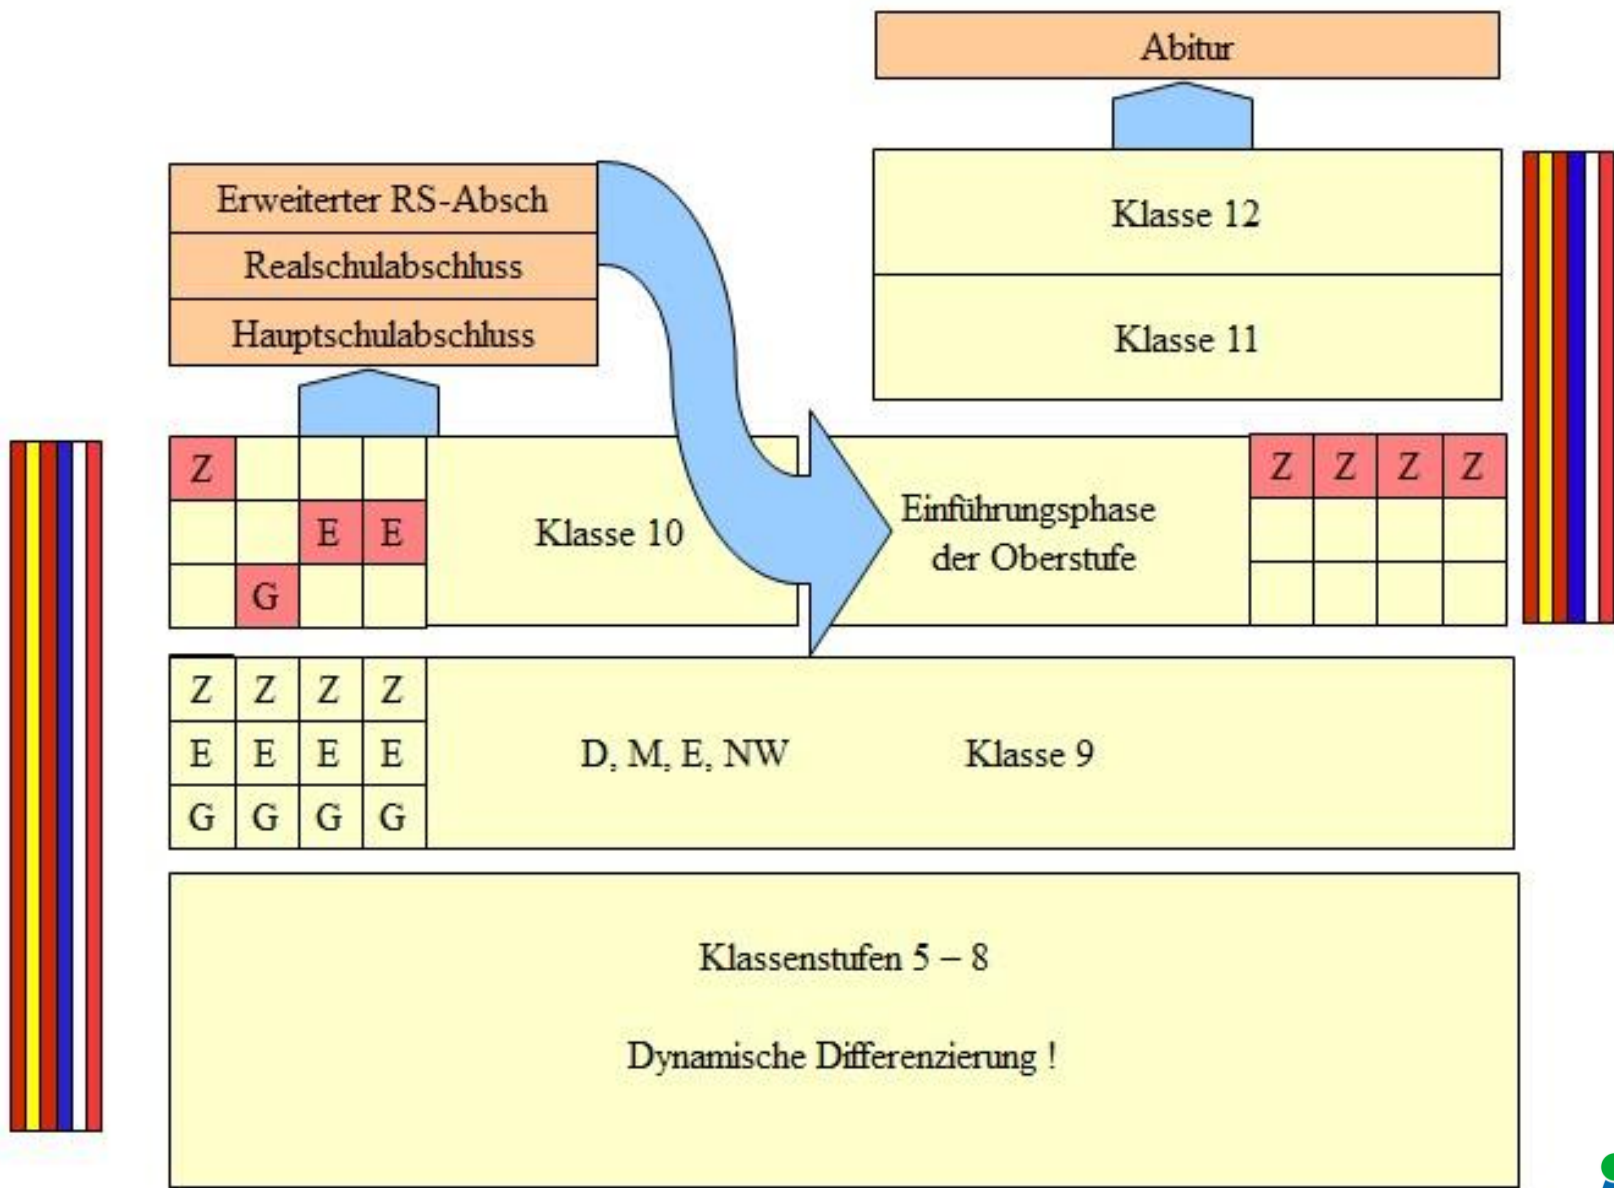 Abitur
Klasse 12
Klasse 11
Erweiterter RS-Absch
Realschulabschluss
Hauptschulabschluss
Z
E E
G
Klasse 10
Einführungsphase
der Oberstufe
Z Z Z Z
Z Z Z Z
E E E E
G G G G
D, M, E, NW
Klasse 9
Klassenstufen 5 – 8
Dynamische Differenzierung !